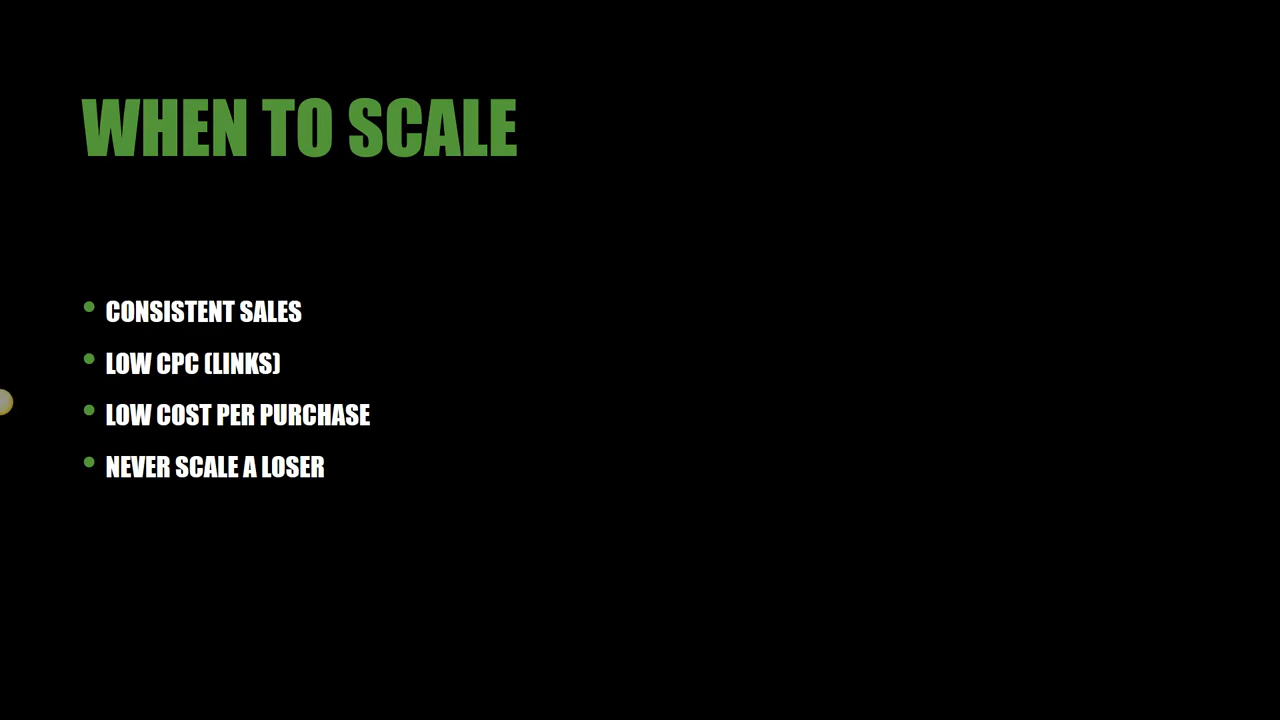 WHEN TO SCALE
• CONSISTENT SALES
• LOW CPC (LINKS)
• LOW COST PER PURCHASE
• NEVER SCALE A LOSER